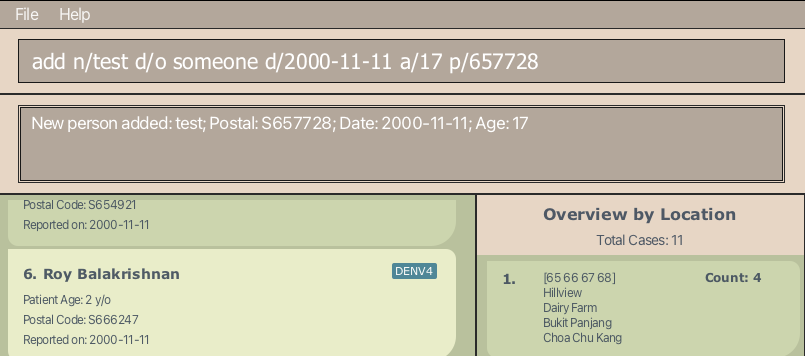 File Help
add n/test d/o someone d/2000-11-11 a/17 p/657728
New person added: test; Postal: S657728; Date: 2000-11-11; Age: 17
Postal Code: S654921
Reported on: 2000-11-11
6. Roy Balakrishnan
DENV4
Patient Age: 2 y/o
Postal Code: S666247
Reported on: 2000-11-11
Overview by Location
Total Cases: 11
1.
[65 66 67 68]
Count: 4
Hillview
Dairy Farm
Bukit Panjang
Choa Chu Kang